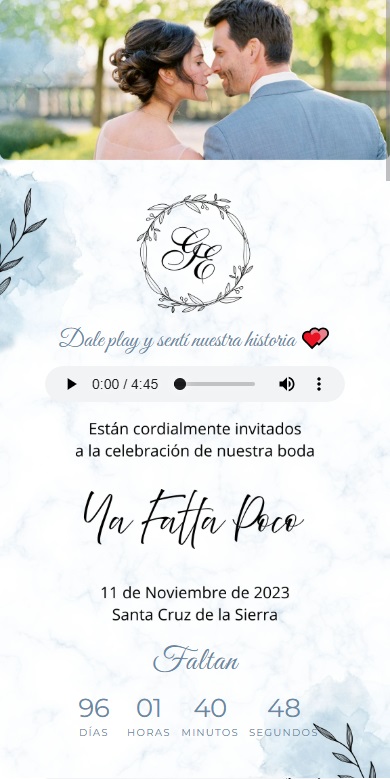 GE
Dale play y sentí nuestra historia
0:00 / 4:45
Están cordialmente invitados
a la celebración de nuestra boda
Ya Falta Poco
11 de Noviembre de 2023
Santa Cruz de la Sierra
Faltan
96 01 40 48
DÍAS HORAS MINUTOS SEGUNDOS